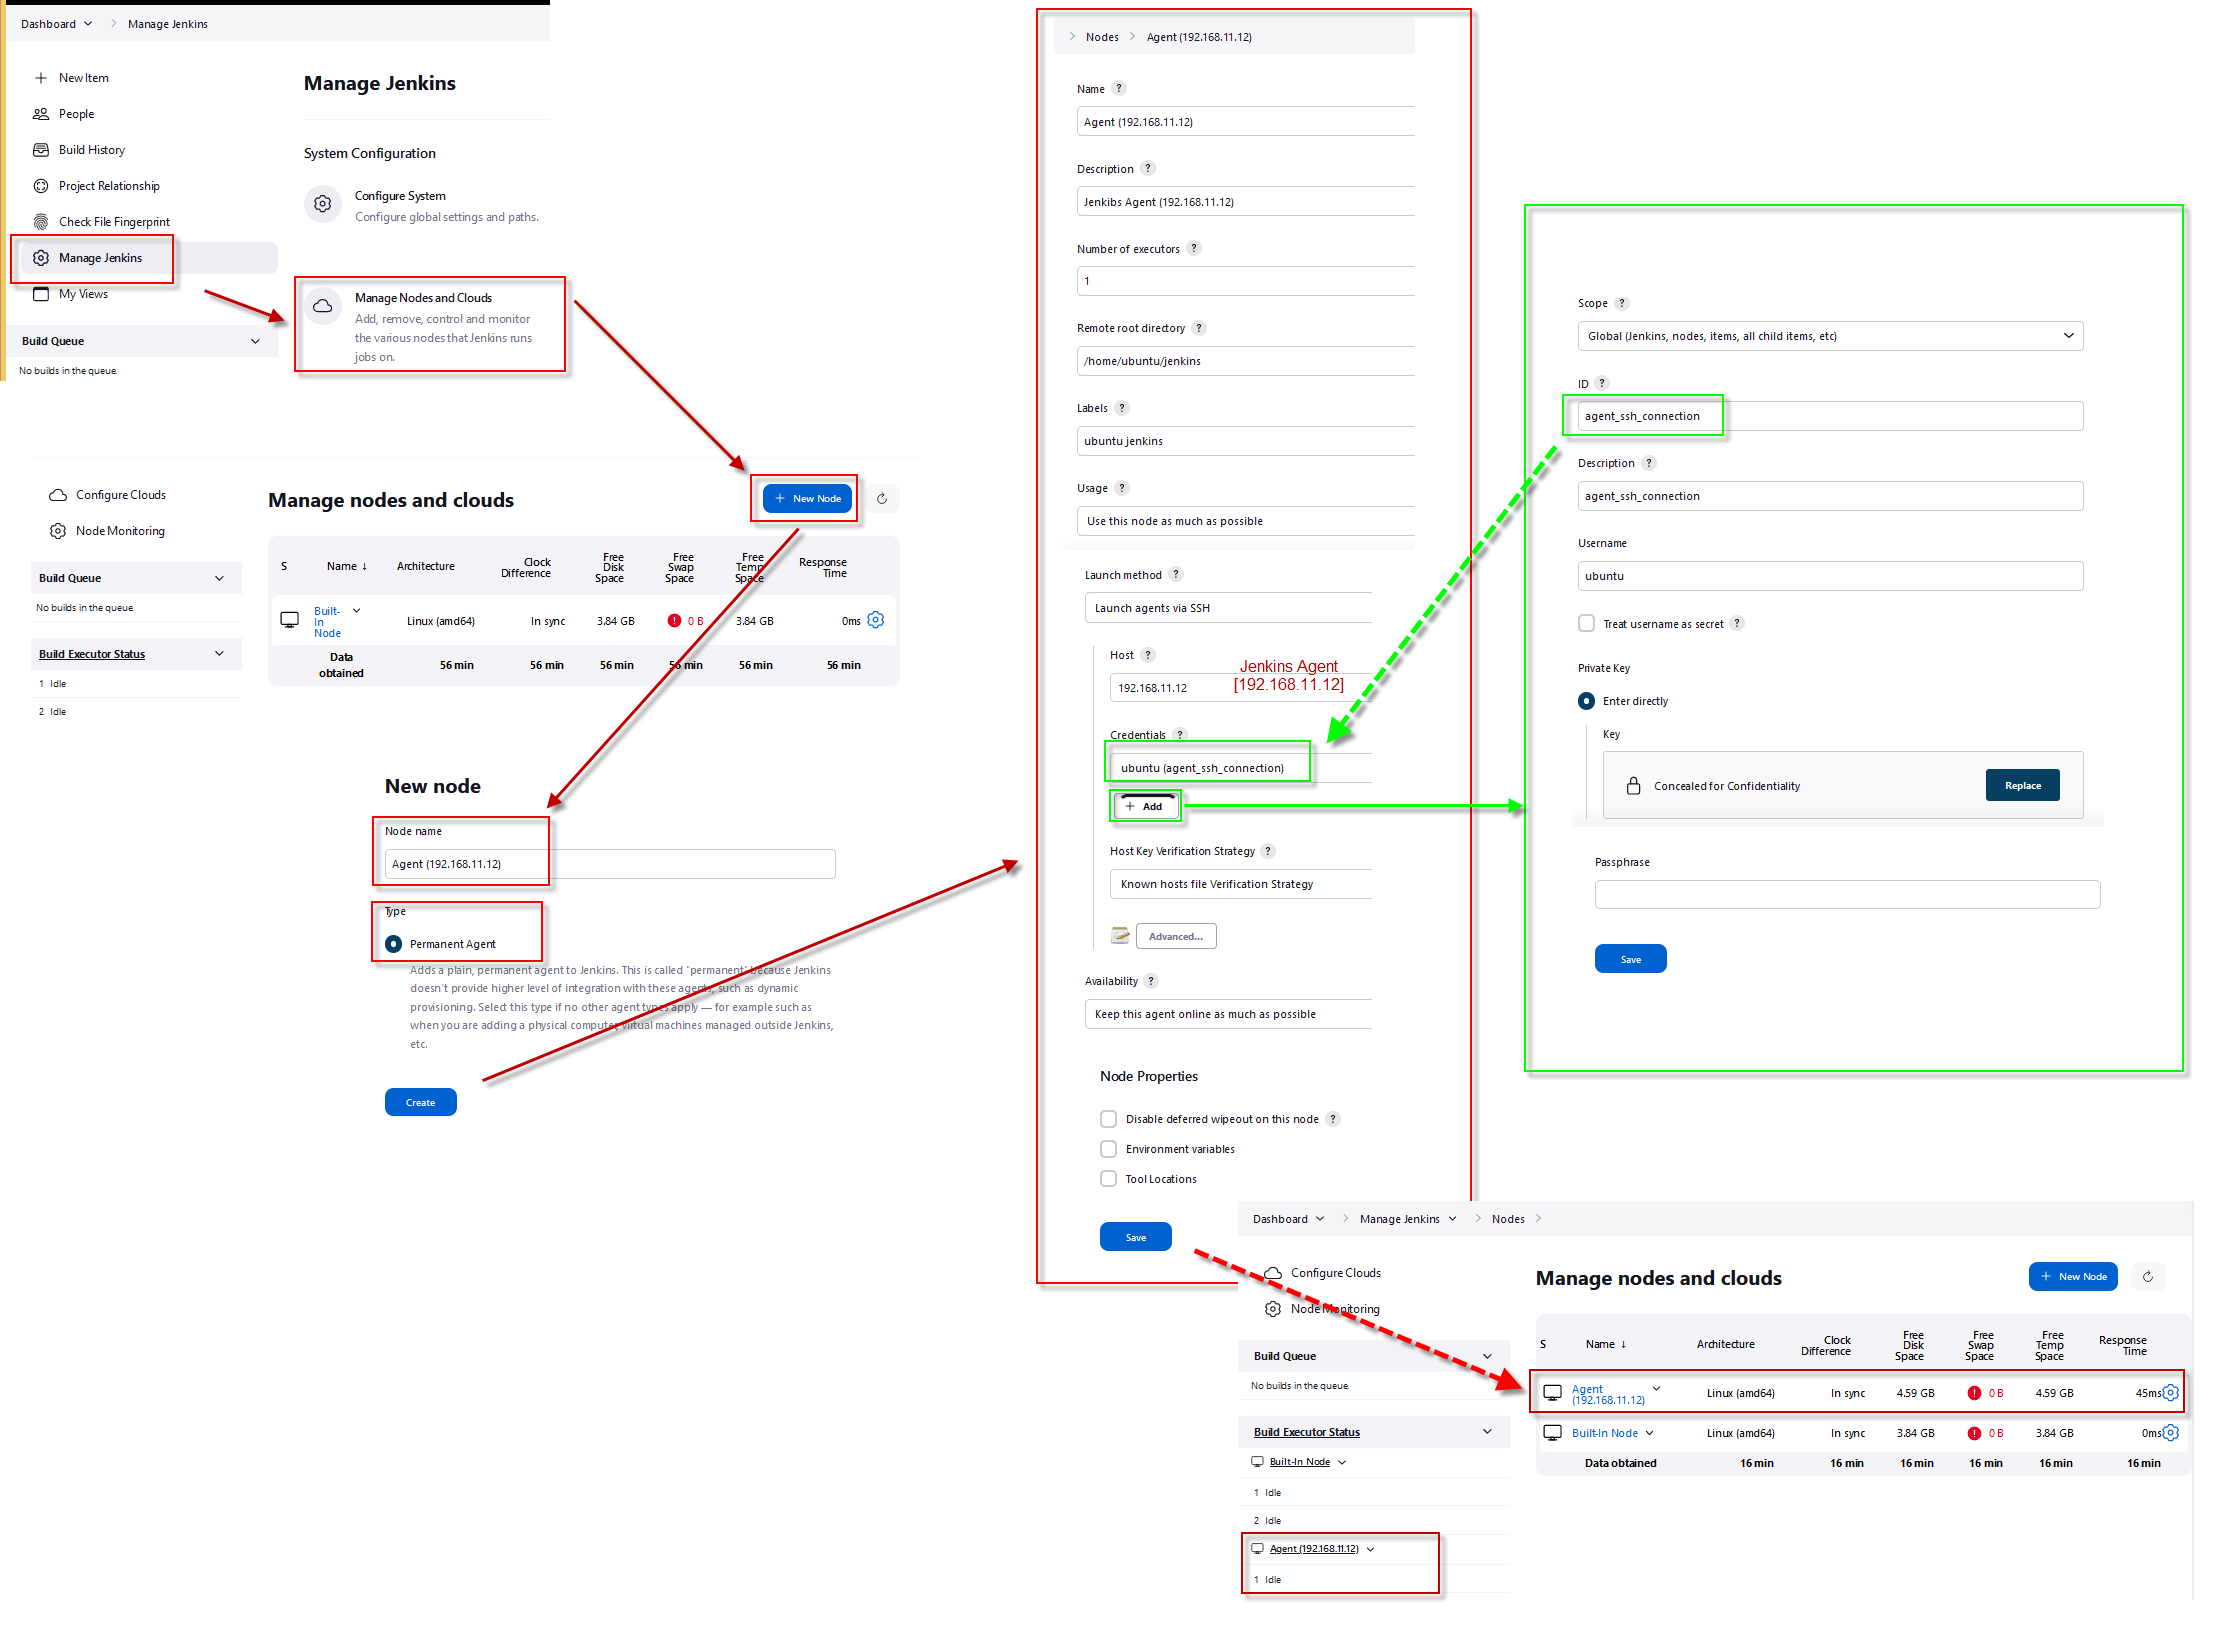 Dashboard
Manage Jenkins
New Item
People
Build History
Project Relationship
Check File Fingerprint
Manage Jenkins
My Views
Build Queue
No builds in the queue.
Manage Jenkins
System Configuration
Configure System
Configure global settings and paths.
Manage Nodes and Clouds
Add, remove, control and monitor
the various nodes that Jenkins runs
jobs on.
Configure Clouds
Node Monitoring
Build Queue
No builds in the queue.
Build Executor Status
1 Idle
2 Idle
Manage nodes and clouds
+ New Node
S Name ↓ Architecture Clock Difference Free Disk Space Free Swap Space Free Temp Space Response Time
Built-In Node Linux (amd64) In sync 3.84 GB 0 B 3.84 GB 0ms
Data obtained 56 min 56 min 56 min 56 min 56 min 56 min
New node
Node name
Agent (192.168.11.12)
Type
Permanent Agent
Adds a plain, permanent agent to Jenkins. This is called "permanent" because Jenkins
doesn't provide higher level of integration with these agents, such as dynamic
provisioning. Select this type if no other agent types apply — for example such as
when you are adding a physical computer, virtual machines managed outside Jenkins,
etc.
Create
Nodes
Agent (192.168.11.12)
Name ?
Agent (192.168.11.12)
Description ?
Jenkibs Agent (192.168.11.12)
Number of executors ?
1
Remote root directory ?
/home/ubuntu/jenkins
Labels ?
ubuntu jenkins
Usage ?
Use this node as much as possible
Launch method ?
Launch agents via SSH
Host ?
192.168.11.12
Jenkins Agent
[192.168.11.12]
Credentials ?
ubuntu (agent_ssh_connection)
+ Add
Host Key Verification Strategy ?
Known hosts file Verification Strategy
Advanced...
Availability ?
Keep this agent online as much as possible
Node Properties
Disable deferred wipeout on this node ?
Environment variables
Tool Locations
Save
Scope ?
Global (Jenkins, nodes, items, all child items, etc)
ID ?
agent_ssh_connection
Description ?
agent_ssh_connection
Username
ubuntu
Treat username as secret ?
Private Key
Enter directly
Key
Concealed for Confidentiality
Replace
Passphrase
Save
Dashboard
Manage Jenkins
Nodes
Configure Clouds
Node Monitoring
Build Queue
No builds in the queue.
Build Executor Status
Built-In Node
1 Idle
2 Idle
Agent (192.168.11.12)
1 Idle
Manage nodes and clouds
+ New Node
S Name ↓ Architecture Clock Difference Free Disk Space Free Swap Space Free Temp Space Response Time
Agent (192.168.11.12) Linux (amd64) In sync 4.59 GB 0 B 4.59 GB 45ms
Built-In Node Linux (amd64) In sync 3.84 GB 0 B 3.84 GB 0ms
Data obtained 16 min 16 min 16 min 16 min 16 min 16 min